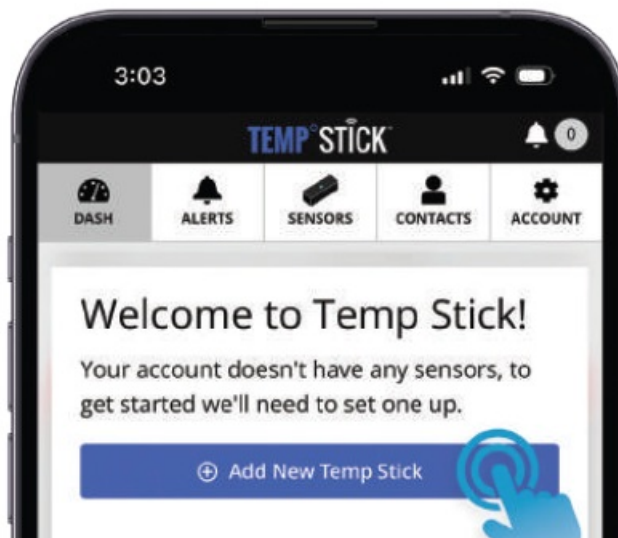 3:03
TEMP°STICK
0
DASH ALERTS SENSORS CONTACTS ACCOUNT
Welcome to Temp Stick!
Your account doesn't have any sensors, to
get started we'll need to set one up.
Add New Temp Stick